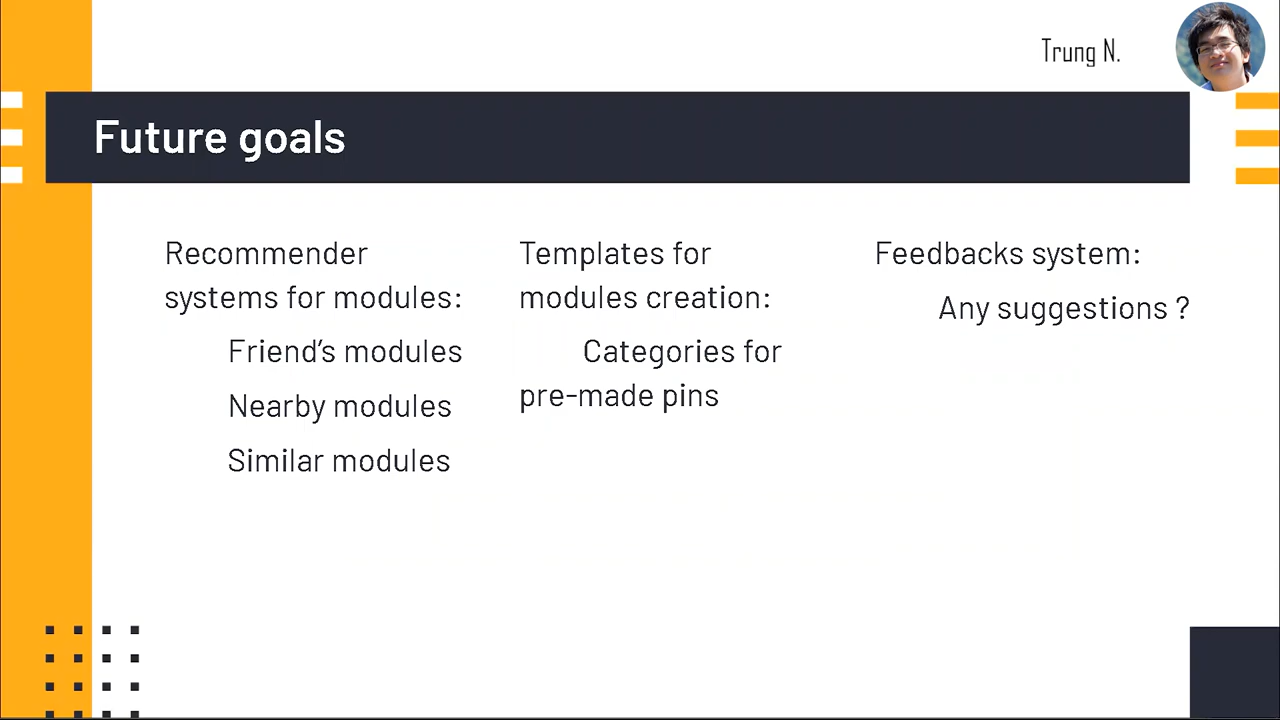 Trung N.
Future goals
Recommender
systems for modules:
Friend's modules
Nearby modules
Similar modules
Templates for
modules creation:
Categories for
pre-made pins
Feedbacks system:
Any suggestions ?